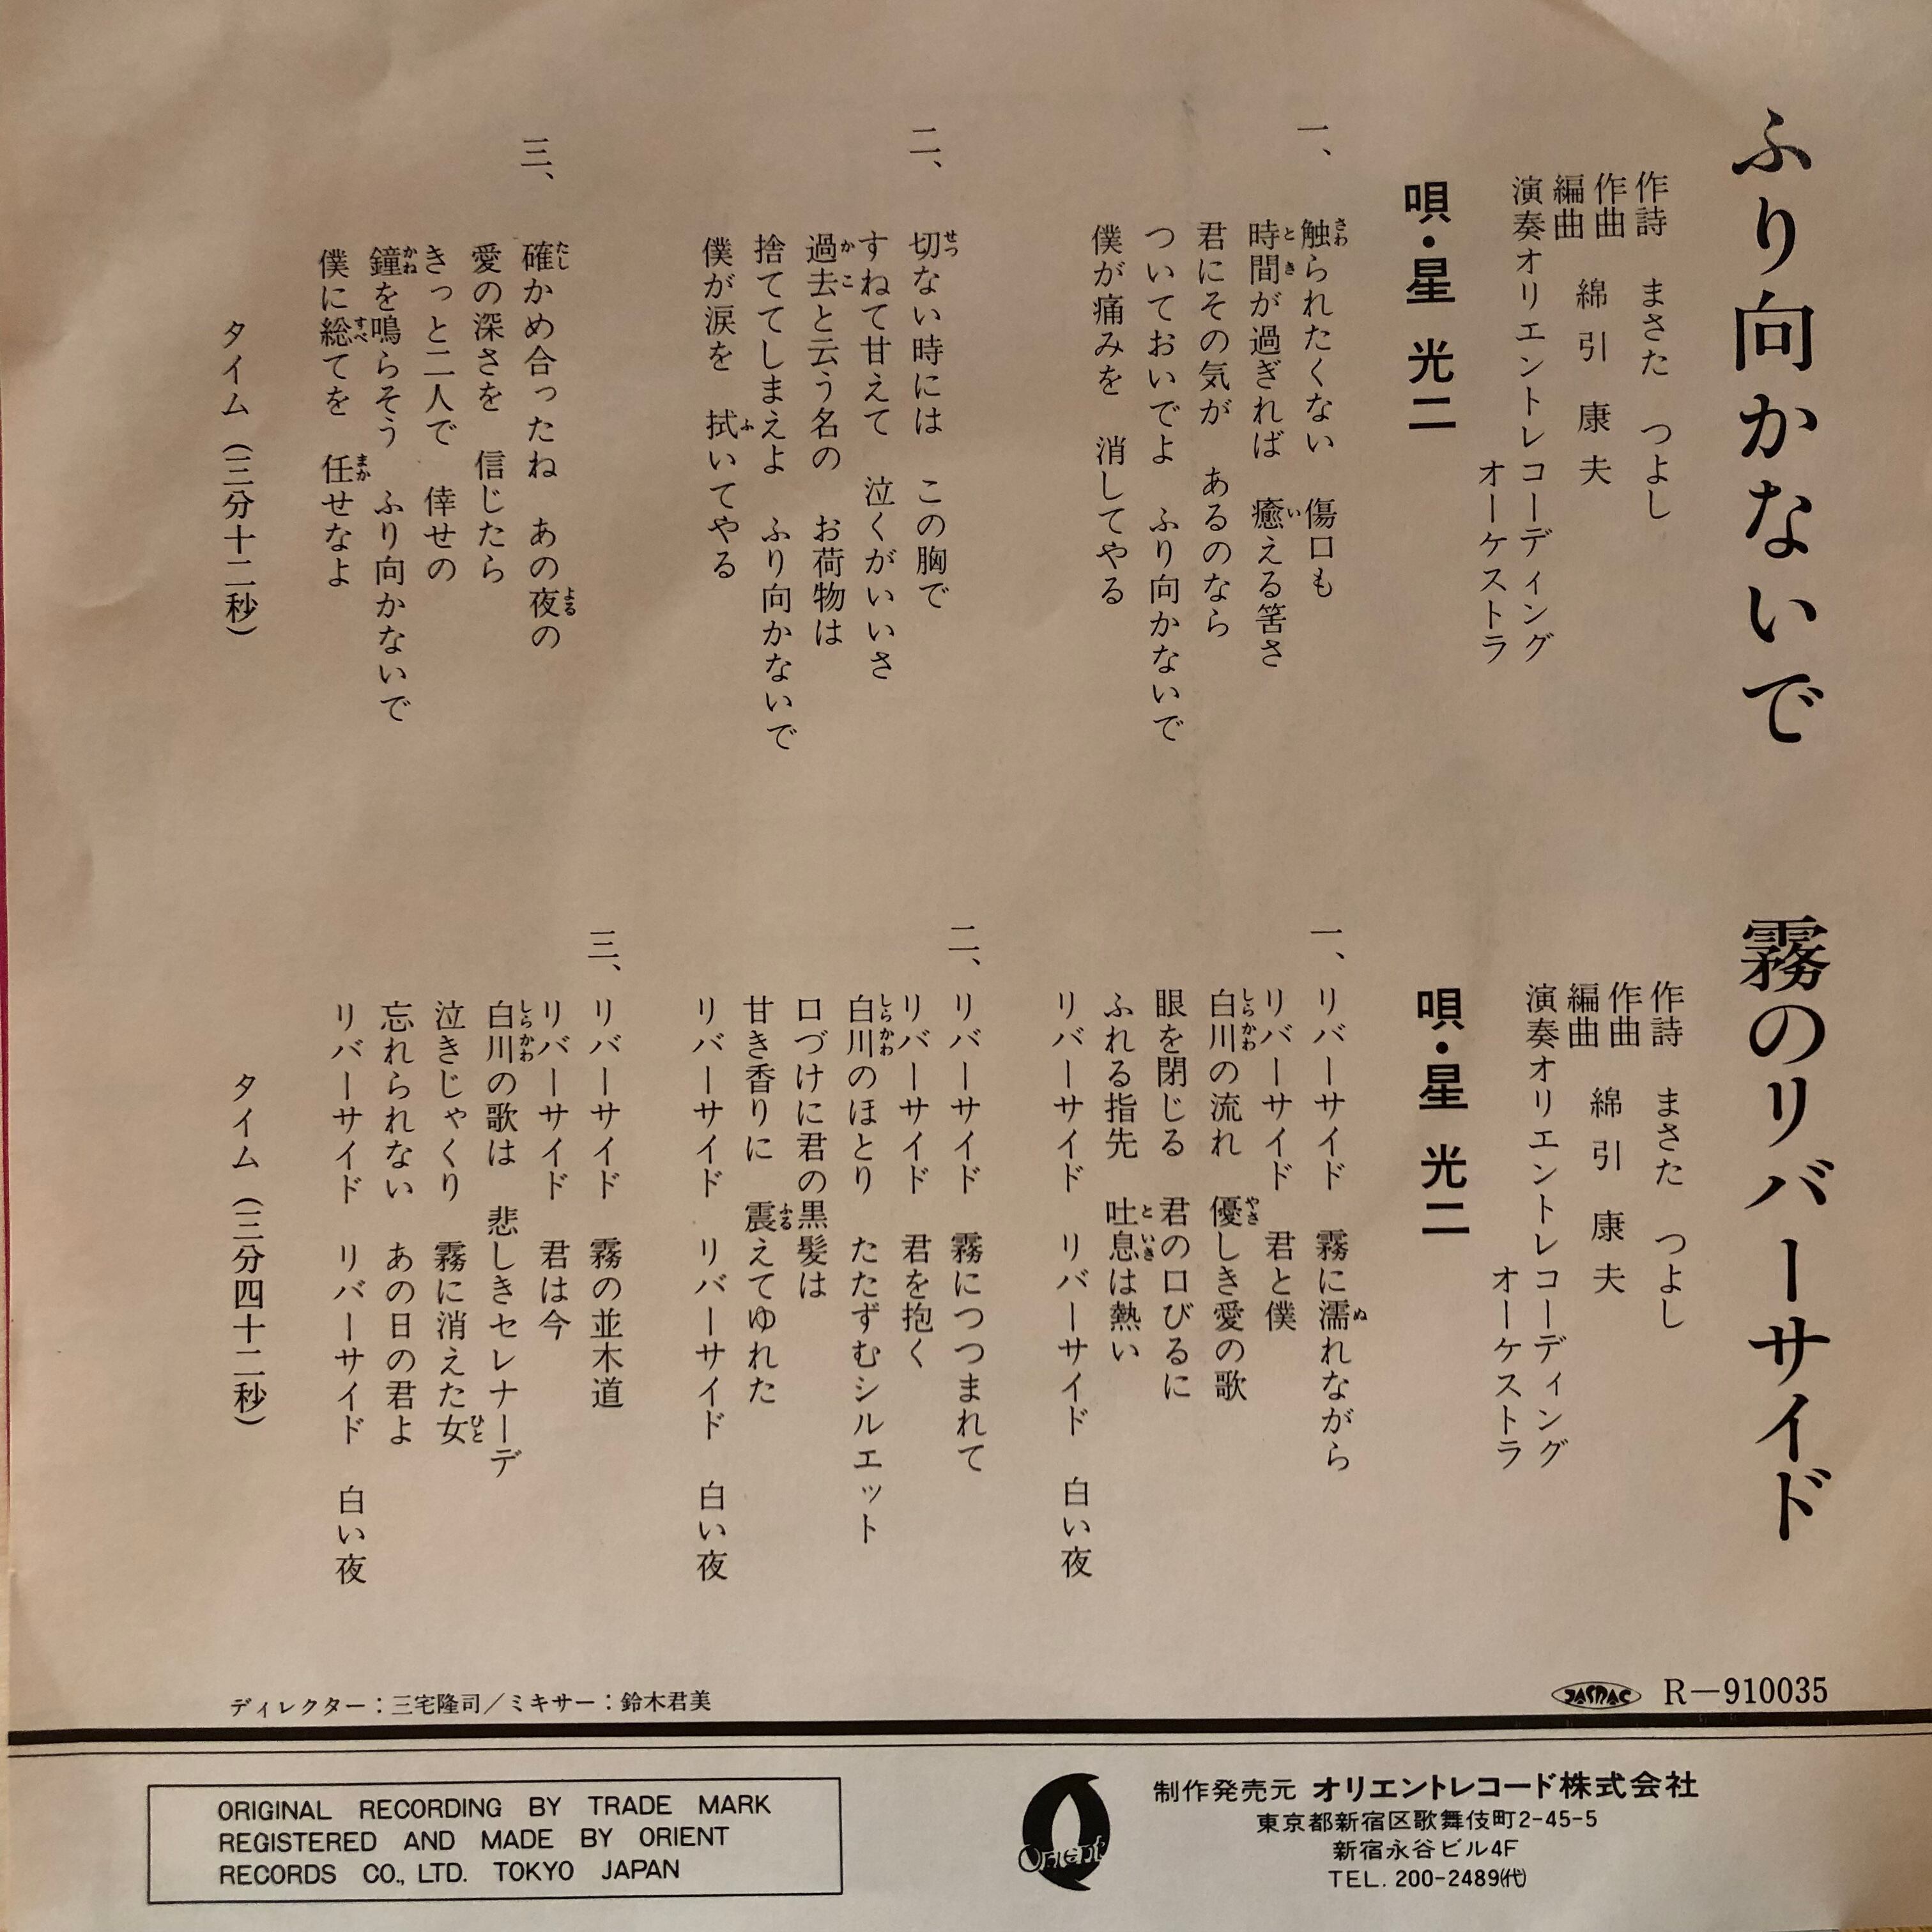 ふり向かないで
作詩 まさた つよし
作曲
編曲 綿引 康夫
演奏 オリエントレコーディング
オーケストラ
唄・星 光二
一、
触られたくない 傷口も
時間が過ぎれば 癒える筈さ
君にその気が あるのなら
ついておいでよ ふり向かないで
僕が痛みを 消してやる
二、
切ない時には この胸で
すねて甘えて 泣くがいいさ
過去と云う名の お荷物は
捨ててしまえよ ふり向かないで
僕が涙を 拭いてやる
三、
確かめ合ったね あの夜の
愛の深さを 信じたら
きっと二人で 倖せの
鐘を鳴らそう ふり向かないで
僕に総てを 任せなよ
タイム(三分十二秒)
霧のリバーサイド
作詩 まさた つよし
作曲
編曲 綿引 康夫
演奏 オリエントレコーディング
オーケストラ
唄・星 光二
一、
リバーサイド 霧に濡れながら
リバーサイド 君と僕
白川の流れ 優しき愛の歌
眼を閉じる 君の口びるに
ふれる指先 吐息は熱い
リバーサイド リバーサイド 白い夜
二、
リバーサイド 霧につつまれて
リバーサイド 君を抱く
白川のほとり たたずむシルエット
口づけに君の黒髪は
甘き香りに 震えてゆれた
リバーサイド リバーサイド 白い夜
三、
リバーサイド 霧の並木道
リバーサイド 君は今
白川の歌は 悲しきセレナーデ
泣きじゃくり 霧に消えた女
忘れられない あの日の君よ
リバーサイド リバーサイド 白い夜
タイム(三分四十二秒)
ディレクター:三宅隆司/ミキサー:鈴木君美
JASRAC R-910035
ORIGINAL RECORDING BY TRADE MARK
REGISTERED AND MADE BY ORIENT
RECORDS CO., LTD. TOKYO JAPAN
Orient
制作発売元 オリエントレコード株式会社
東京都新宿区歌舞伎町2-45-5
新宿永谷ビル4F
TEL. 200-2489㈹